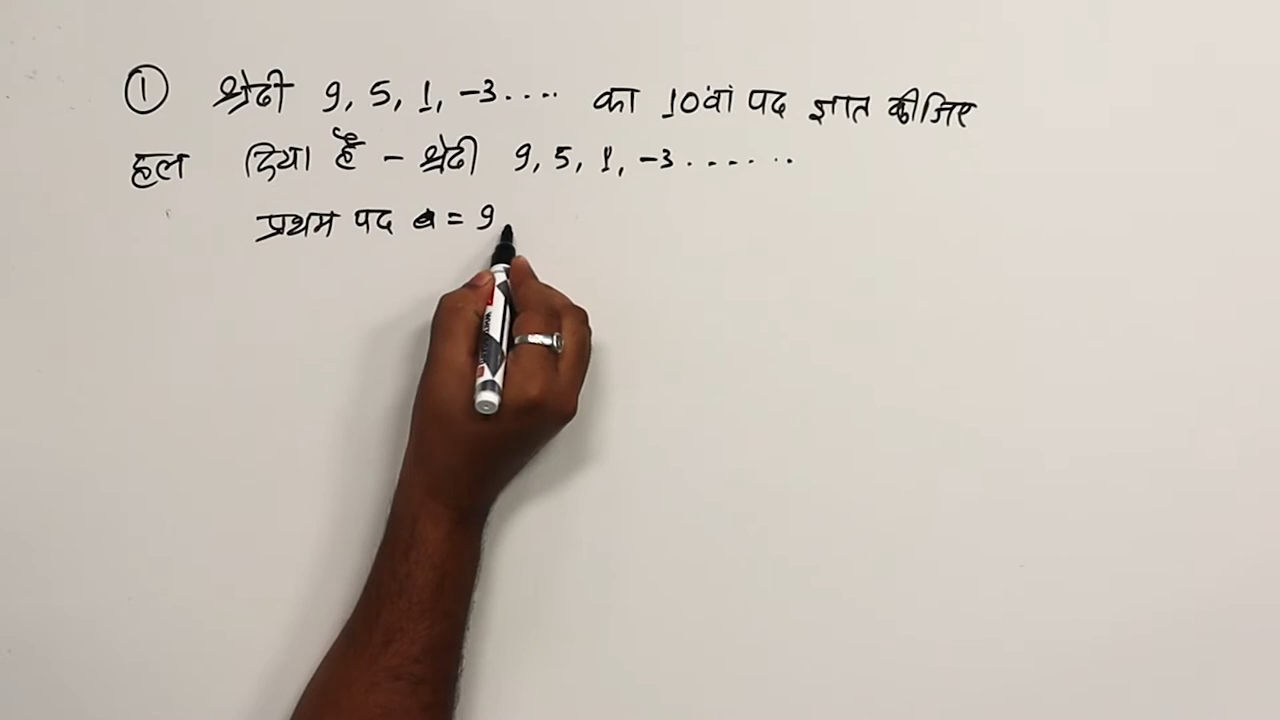 ① श्रेढी 9, 5, 1, -3.... का 10वां पद ज्ञात कीजिए
हल दिया है - श्रेढी 9, 5, 1, -3.......
प्रथम पद a = 9